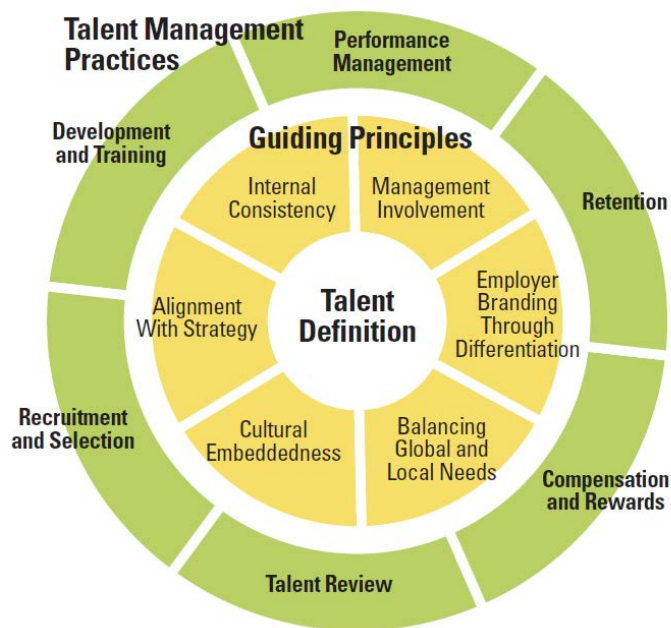 Talent Management
Practices
Performance
Management
Development
and Training
Guiding Principles
Internal
Consistency
Management
Involvement
Retention
Alignment
With Strategy
Talent
Definition
Employer
Branding
Through
Differentiation
Recruitment
and Selection
Cultural
Embeddedness
Balancing
Global and
Local Needs
Compensation
and Rewards
Talent Review